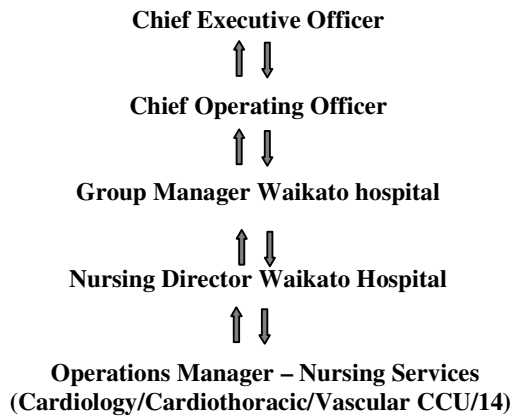 Chief Executive Officer
Chief Operating Officer
Group Manager Waikato hospital
Nursing Director Waikato Hospital
Operations Manager – Nursing Services
(Cardiology/Cardiothoracic/Vascular CCU/14)